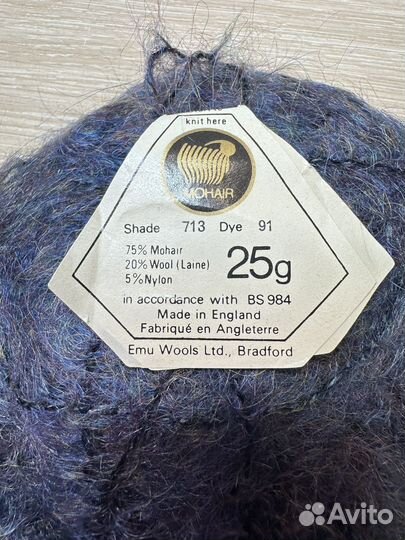 knit here
MOHAIR
Shade 713 Dye 91
75% Mohair
20% Wool (Laine)
5% Nylon
25g
in accordance with BS 984
Made in England
Fabriqué en Angleterre
Emu Wools Ltd., Bradford
Avito